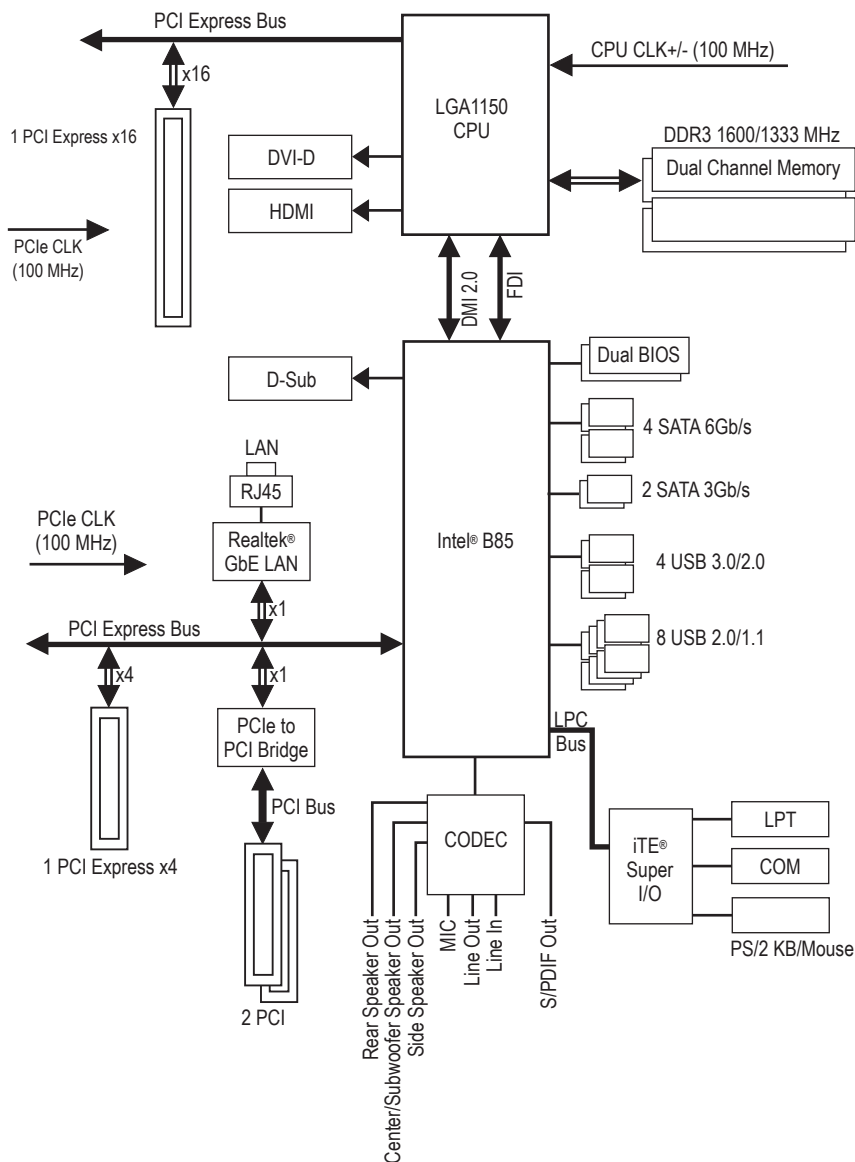 PCI Express Bus
x16
1 PCI Express x16
PCIe CLK
(100 MHz)
LGA1150
CPU
CPU CLK+/- (100 MHz)
DDR3 1600/1333 MHz
Dual Channel Memory
DVI-D
HDMI
DMI 2.0
FDI
D-Sub
Dual BIOS
4 SATA 6Gb/s
2 SATA 3Gb/s
4 USB 3.0/2.0
8 USB 2.0/1.1
Intel® B85
LAN
RJ45
Realtek®
GbE LAN
PCIe CLK
(100 MHz)
x1
PCI Express Bus
x4
x1
PCIe to
PCI Bridge
PCI Bus
1 PCI Express x4
2 PCI
LPC
Bus
CODEC
iTE®
Super
I/O
LPT
COM
PS/2 KB/Mouse
Rear Speaker Out
Center/Subwoofer Speaker Out
Side Speaker Out
MIC
Line Out
Line In
S/PDIF Out